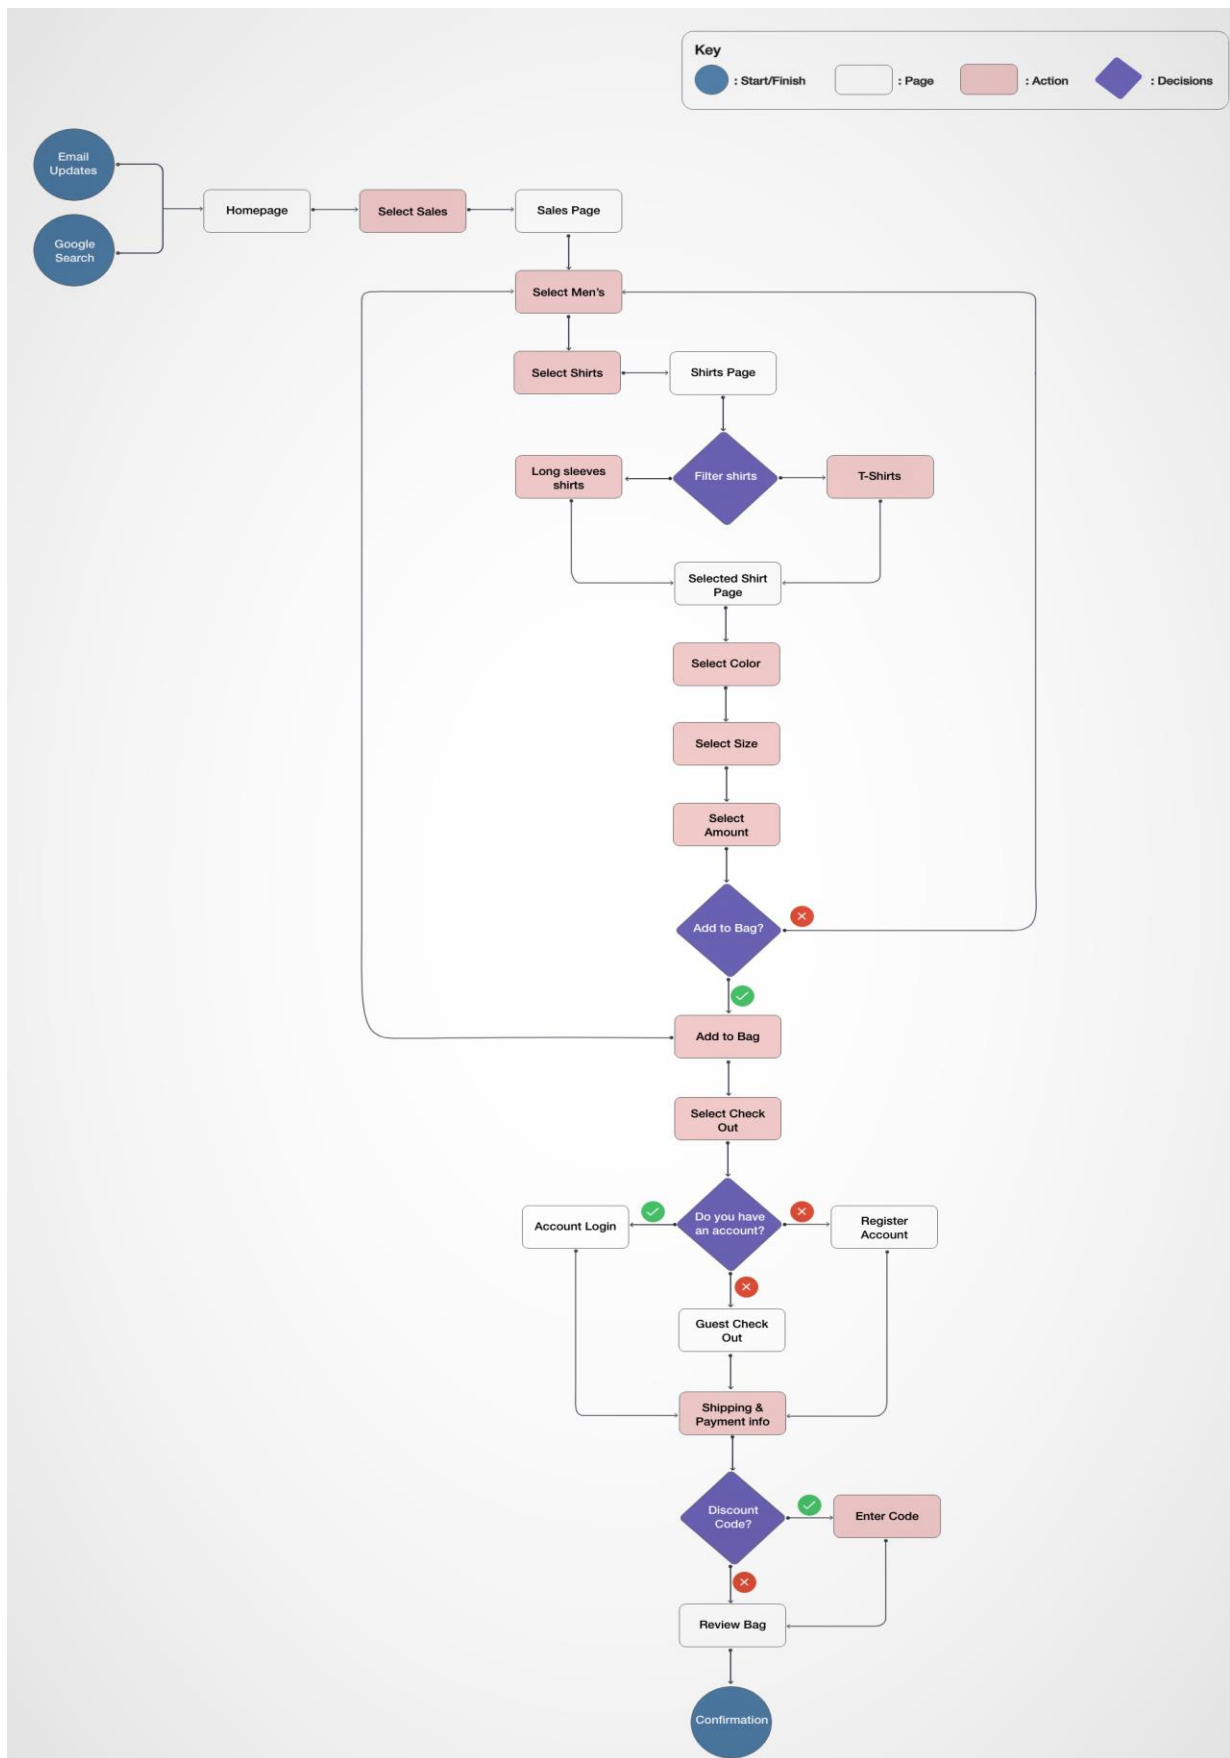 Key
: Start/Finish
: Page
: Action
: Decisions
Email
Updates
Google
Search
Homepage
Select Sales
Sales Page
Select Men's
Select Shirts
Shirts Page
Long sleeves
shirts
Filter shirts
T-Shirts
Selected Shirt
Page
Select Color
Select Size
Select
Amount
Add to Bag?
Add to Bag
Select Check
Out
Account Login
Do you have
an account?
Register
Account
Guest Check
Out
Shipping &
Payment info
Discount
Code?
Enter Code
Review Bag
Confirmation